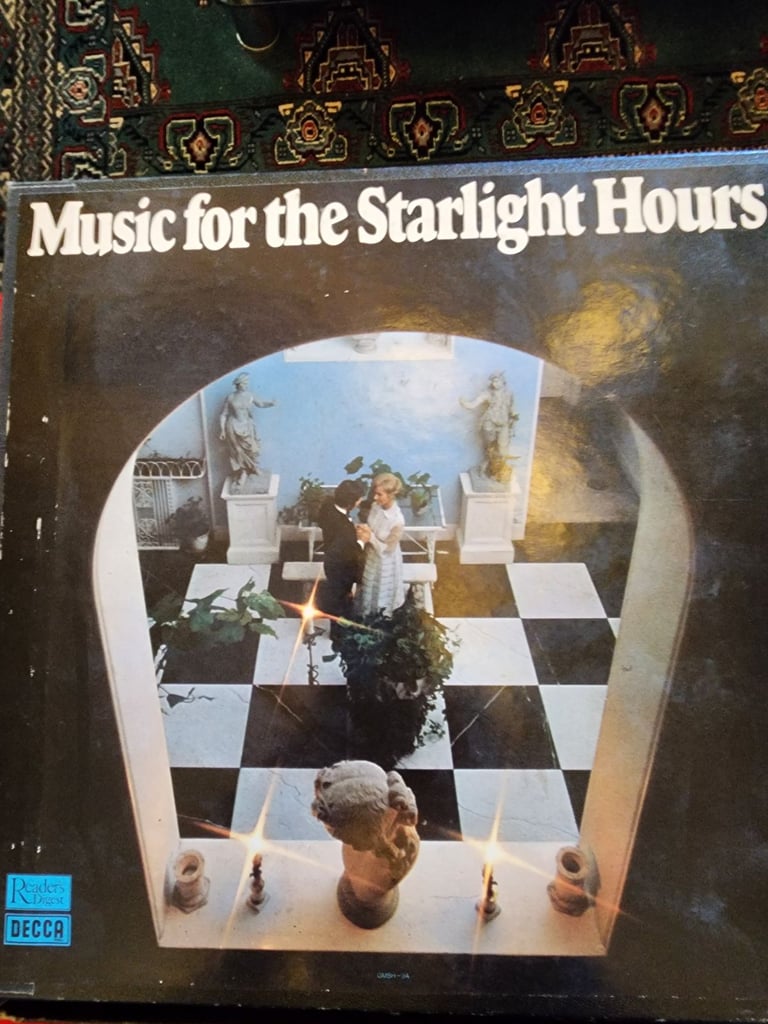 Music for the Starlight Hours
Reader's
Digest
DECCA